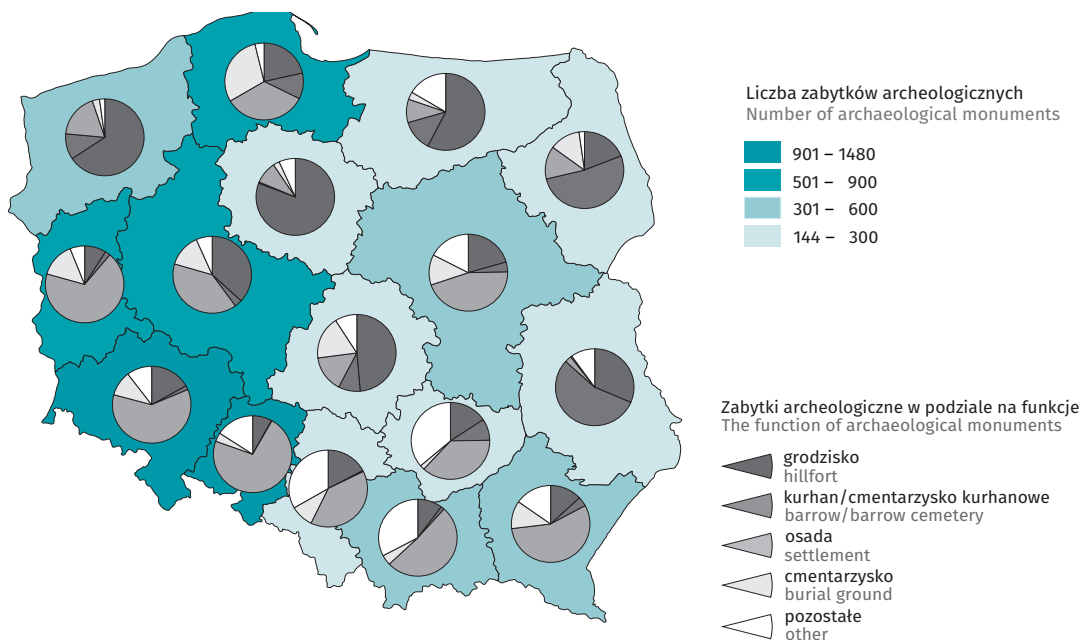 Liczba zabytków archeologicznych
Number of archaeological monuments
901 – 1480
501 – 900
301 – 600
144 – 300
Zabytki archeologiczne w podziale na funkcje
The function of archaeological monuments
grodzisko
hillfort
kurhan/cmentarzysko kurhanowe
barrow/barrow cemetery
osada
settlement
cmentarzysko
burial ground
pozostałe
other